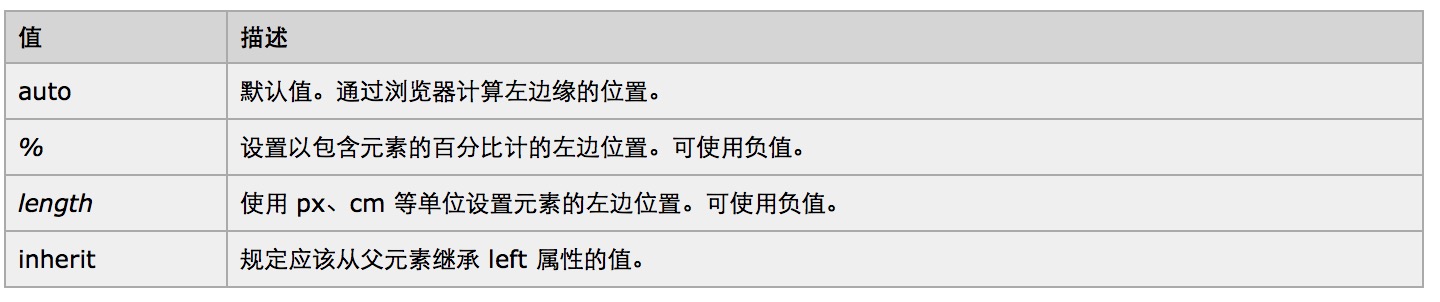 值 描述
auto 默认值。通过浏览器计算左边缘的位置。
% 设置以包含元素的百分比计的左边位置。可使用负值。
length 使用 px、cm 等单位设置元素的左边位置。可使用负值。
inherit 规定应该从父元素继承 left 属性的值。